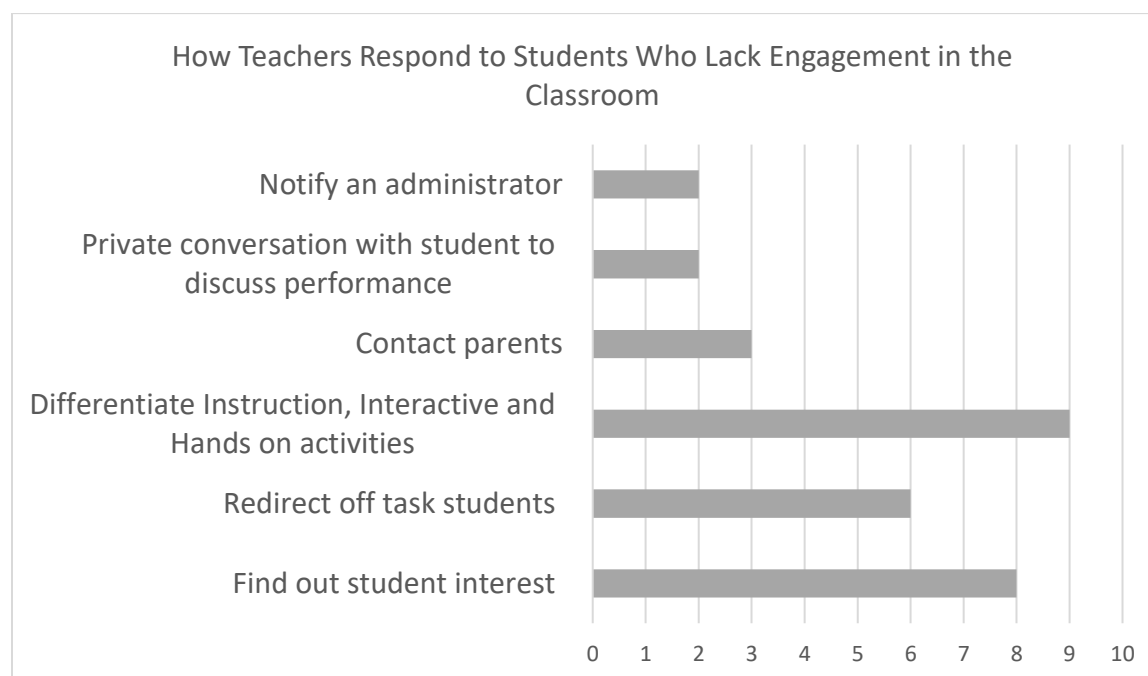 How Teachers Respond to Students Who Lack Engagement in the
Classroom
Notify an administrator
Private conversation with student to
discuss performance
Contact parents
Differentiate Instruction, Interactive and
Hands on activities
Redirect off task students
Find out student interest
0 1 2 3 4 5 6 7 8 9 10